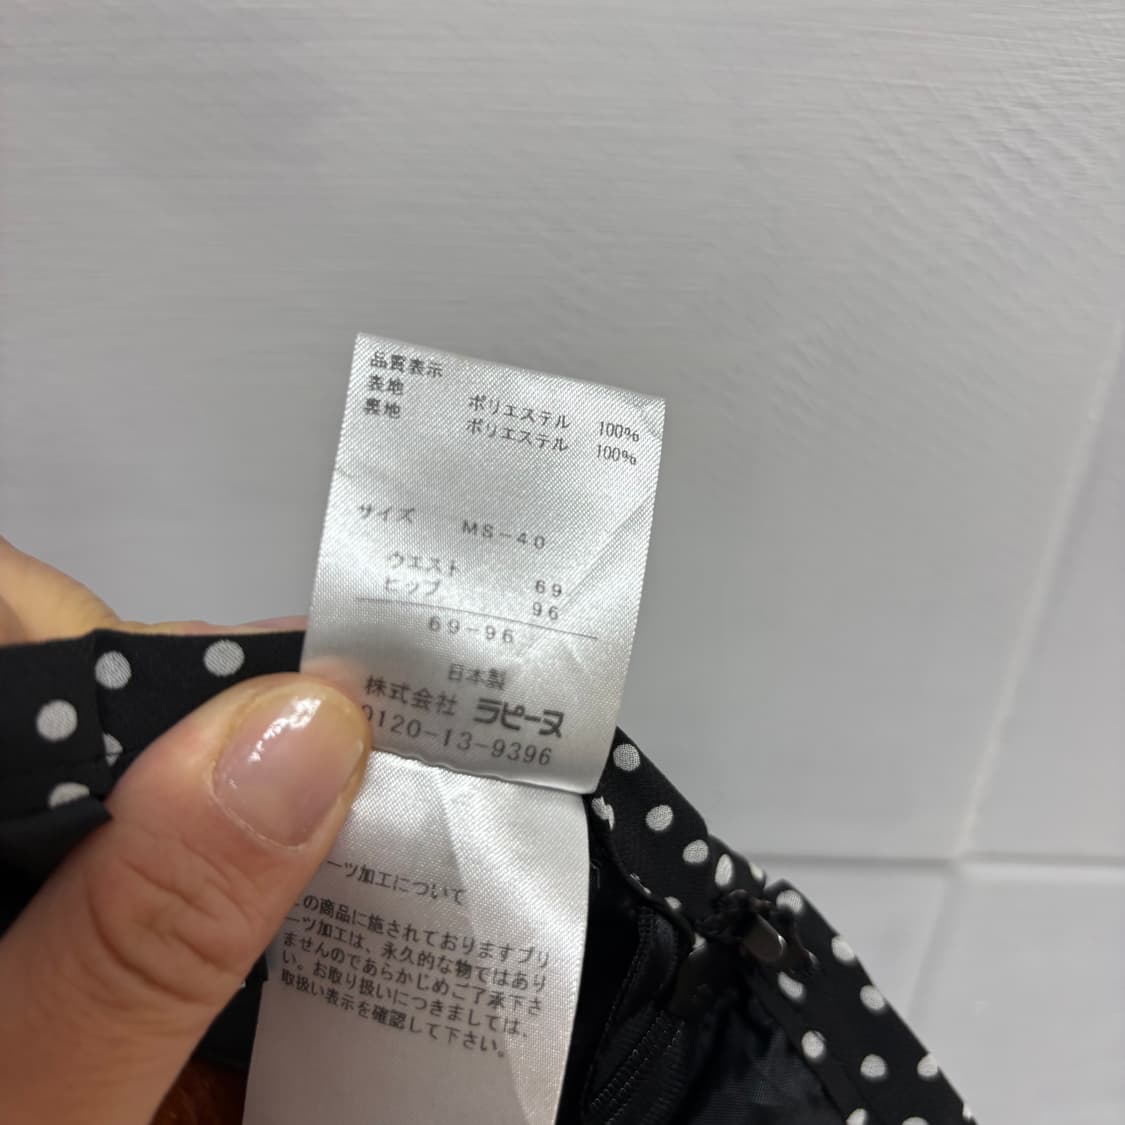 品質表示
表地 ポリエステル 100%
裏地 ポリエステル 100%
サイズ MS-40
ウエスト 69
ヒップ 96
69-96
日本製
株式会社 ラピーヌ
0120-13-9396
ーツ加工について
この商品に施されておりますプリ
ーツ加工は、永久的な物ではあり
ませんのであらかじめご了承下さ
い。お取り扱いにつきましては、
取扱い表示を確認して下さい。